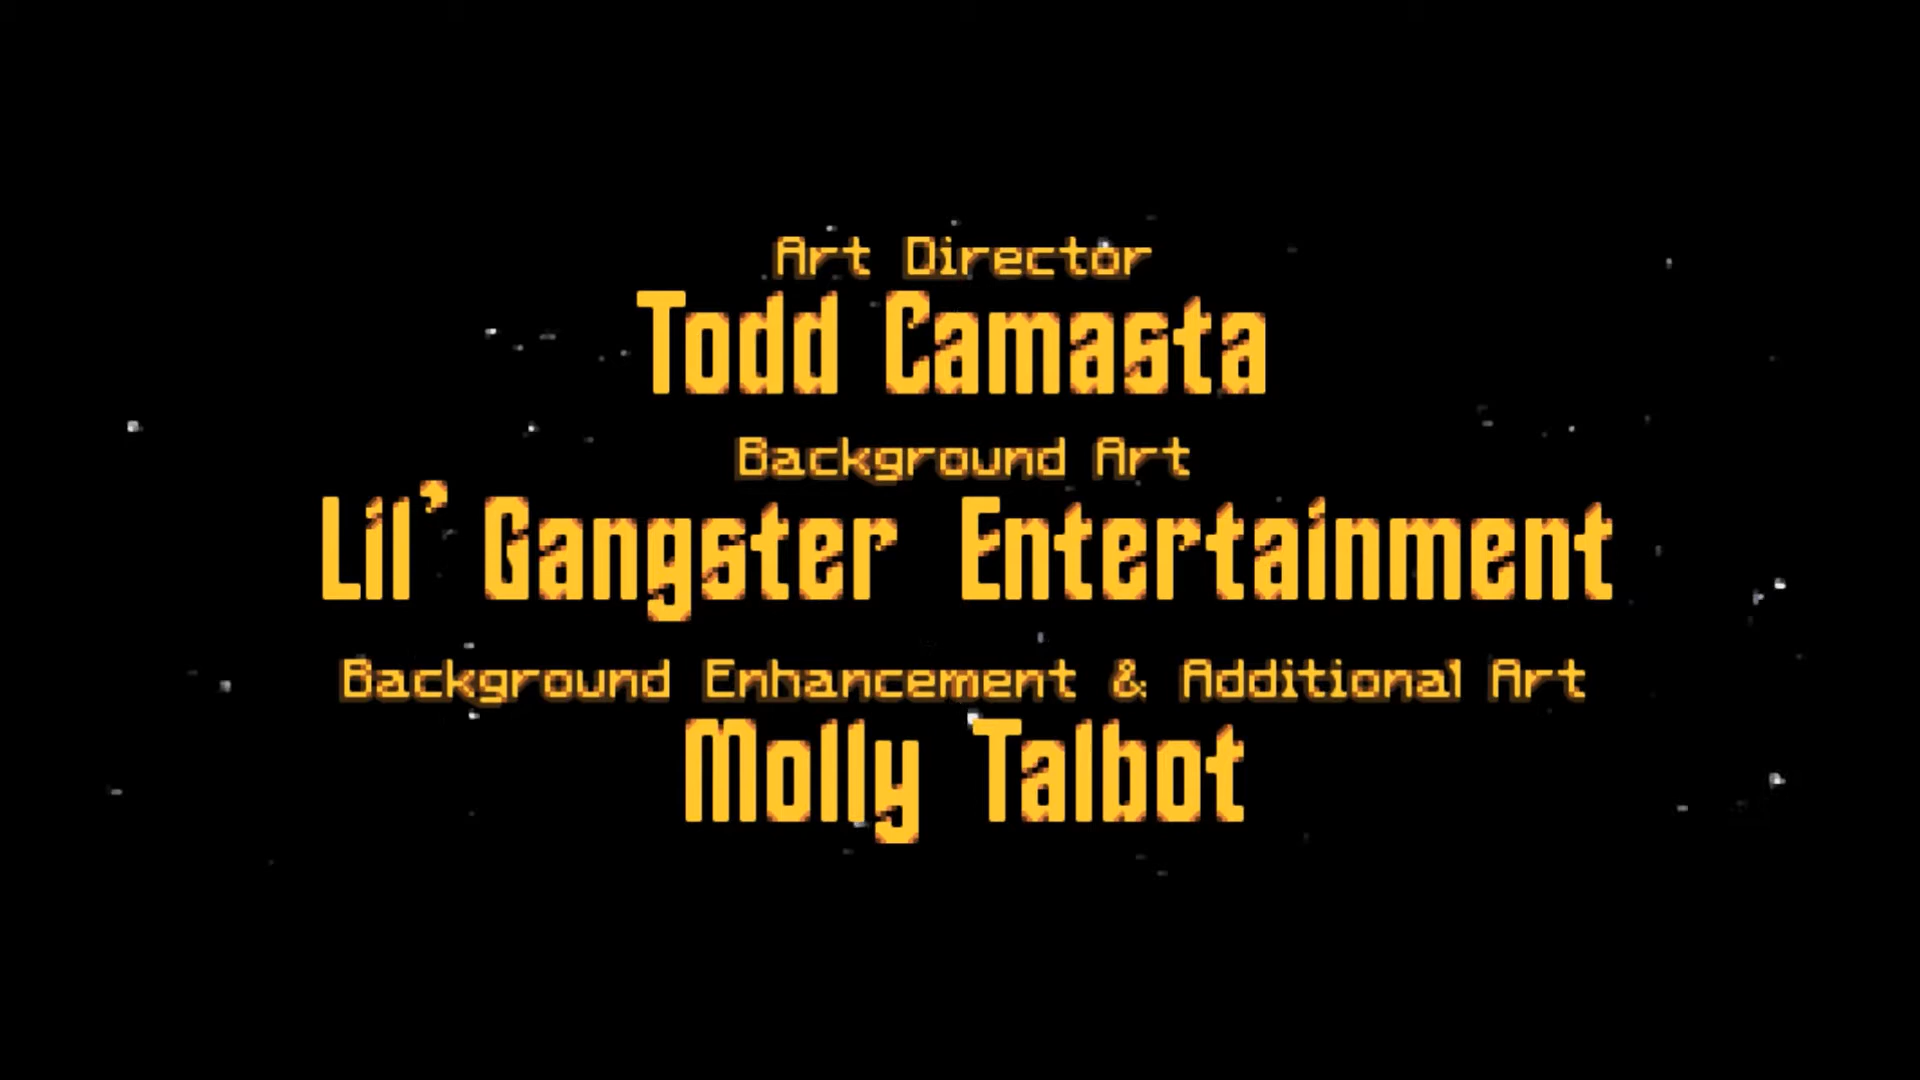 Art Director
Todd Camasta
Background Art
Lil’ Gangster Entertainment
Background Enhancement & Additional Art
Molly Talbot